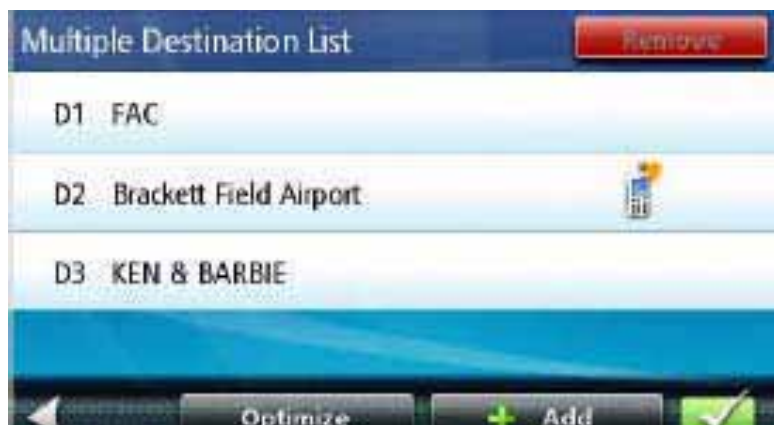 Multiple Destination List
Remove
D1 FAC
D2 Brackett Field Airport
D3 KEN & BARBIE
Optimize
Add